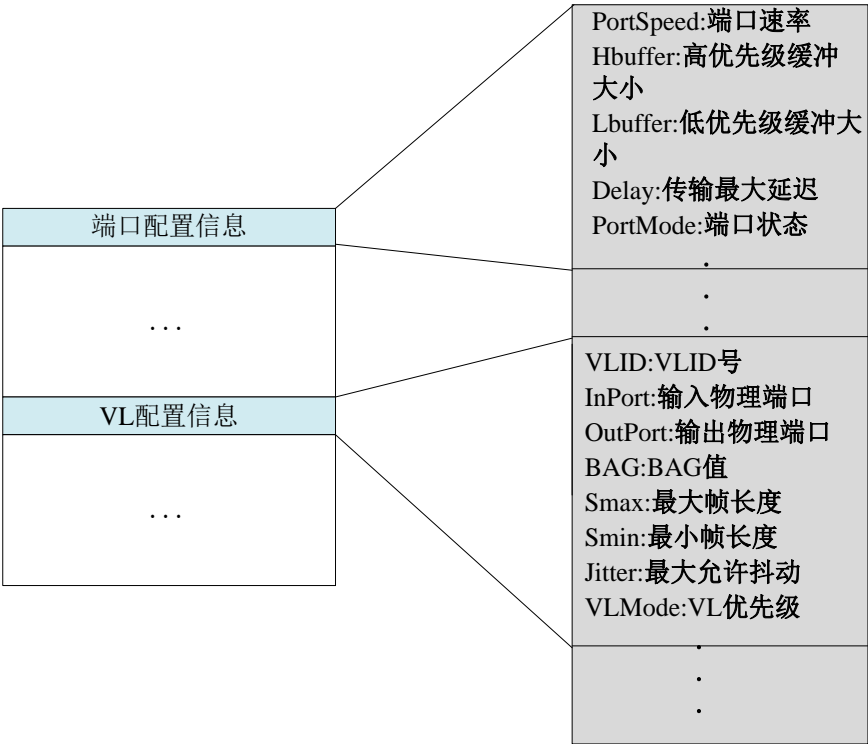 端口配置信息
...
VL配置信息
...
PortSpeed:端口速率
Hbuffer:高优先级缓冲
大小
Lbuffer:低优先级缓冲大
小
Delay:传输最大延迟
PortMode:端口状态
.
.
.
VLID:VLID号
InPort:输入物理端口
OutPort:输出物理端口
BAG:BAG值
Smax:最大帧长度
Smin:最小帧长度
Jitter:最大允许抖动
VLMode:VL优先级
.
.
.